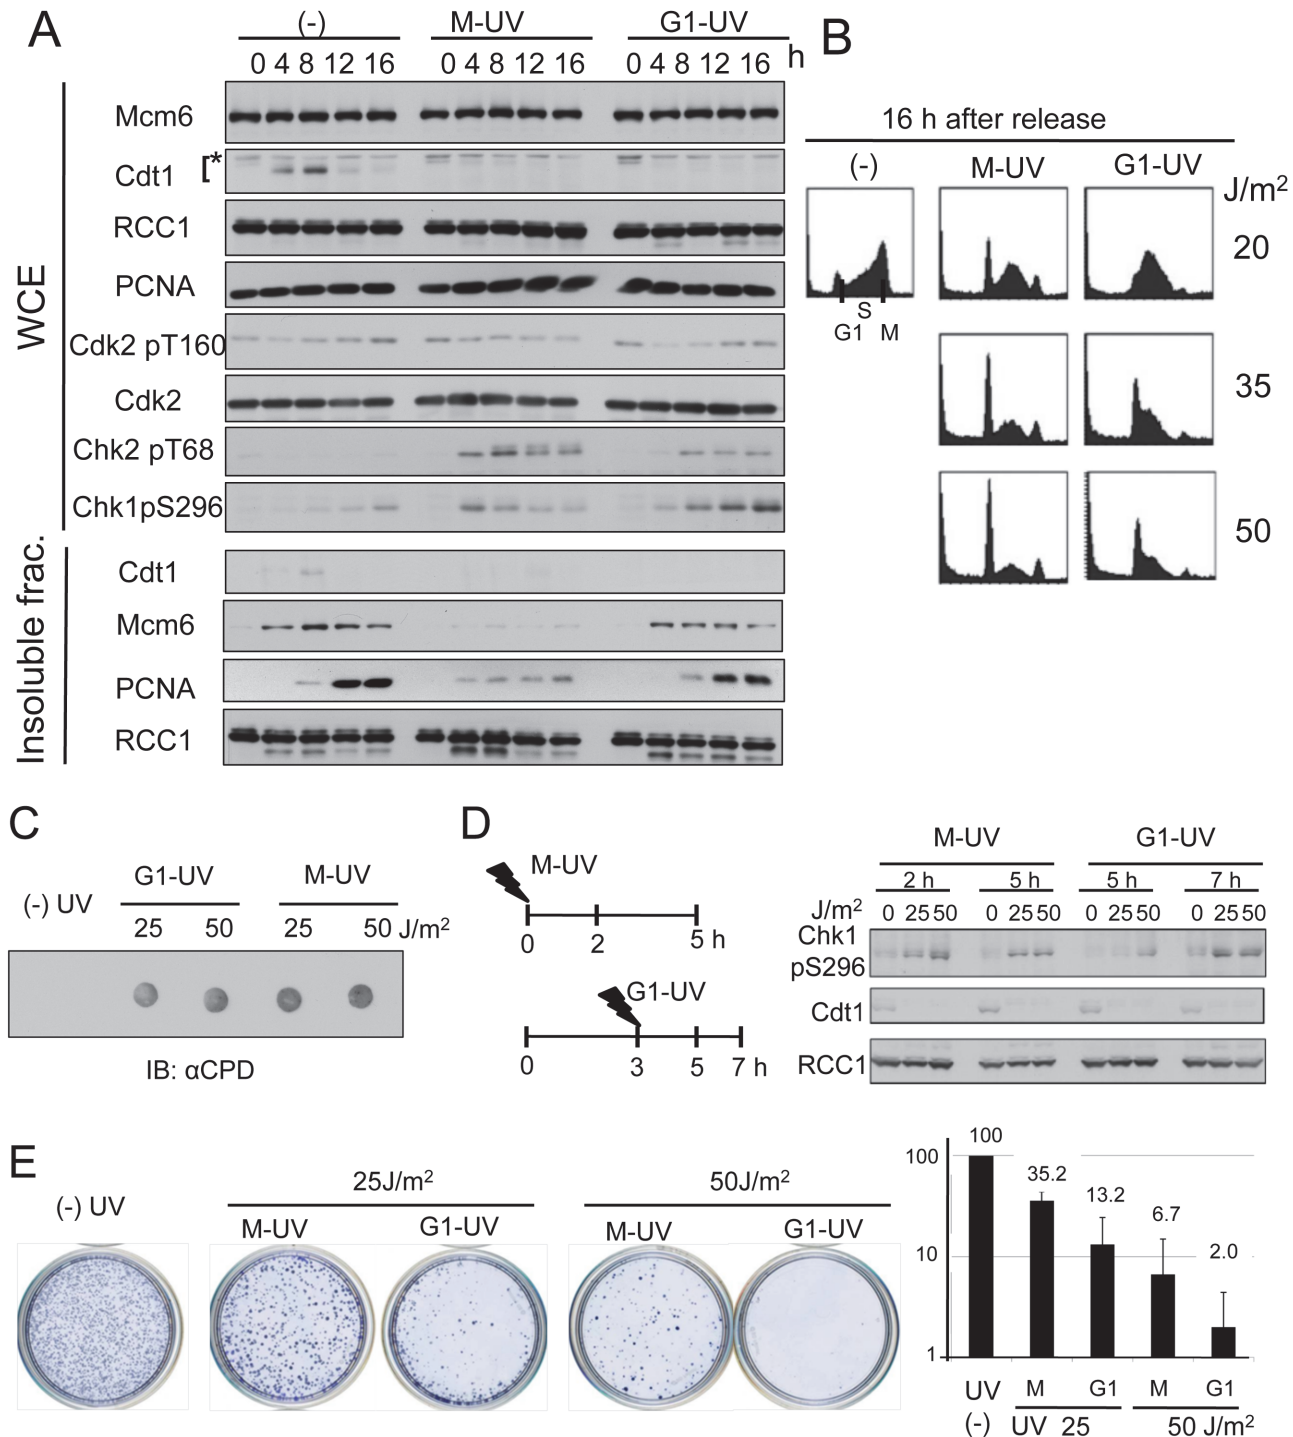 A
(-) M-UV G1-UV
0 4 8 12 16 0 4 8 12 16 0 4 8 12 16 h
WCE
Mcm6
Cdt1 [*
RCC1
PCNA
Cdk2 pT160
Cdk2
Chk2 pT68
Chk1pS296
Insoluble frac.
Cdt1
Mcm6
PCNA
RCC1
B
16 h after release
(-) M-UV G1-UV
J/m2
20
S
G1 M
35
50
C
(-) UV G1-UV M-UV
25 50 25 50 J/m2
IB: αCPD
D
M-UV
0 2 5 h
G1-UV
0 3 5 7 h
M-UV G1-UV
2 h 5 h 5 h 7 h
J/m2 0 25 50 0 25 50 0 25 50 0 25 50
Chk1
pS296
Cdt1
RCC1
E
(-) UV 25J/m2 50J/m2
M-UV G1-UV M-UV G1-UV
100 100
35.2
13.2
6.7
10
2.0
1
UV M G1 M G1
(-) UV 25 50 J/m2